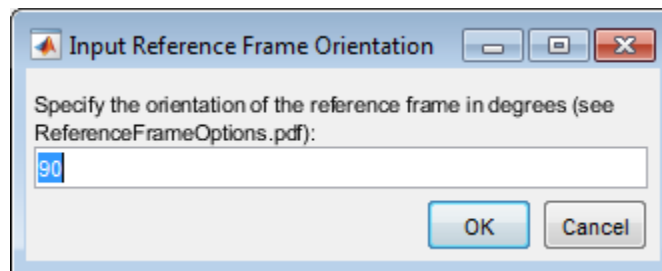 Input Reference Frame Orientation
Specify the orientation of the reference frame in degrees (see
ReferenceFrameOptions.pdf):
90
OK Cancel